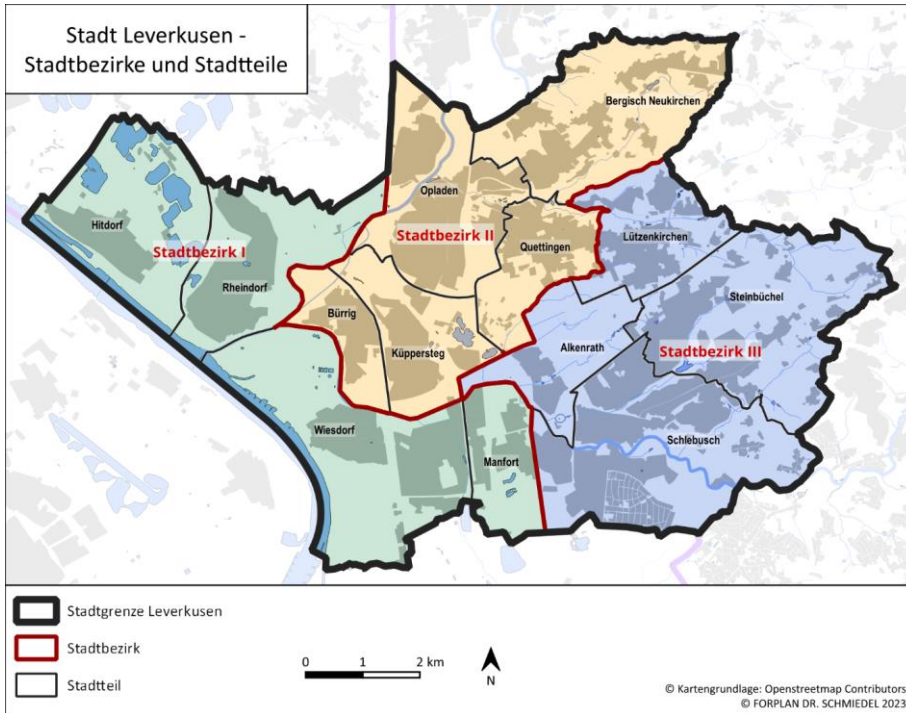 Stadt Leverkusen -
Stadtbezirke und Stadtteile
Bergisch Neukirchen
Opladen
Hitdorf
Stadtbezirk I
Stadtbezirk II
Quettingen
Lützenkirchen
Rheindorf
Steinbüchel
Bürrig
Küppersteg
Alkenrath
Stadtbezirk III
Wiesdorf
Schlebusch
Manfort
Stadtgrenze Leverkusen
Stadtbezirk
Stadtteil
0 1 2 km
N
© Kartengrundlage: Openstreetmap Contributors
© FORPLAN DR. SCHMIEDEL 2023